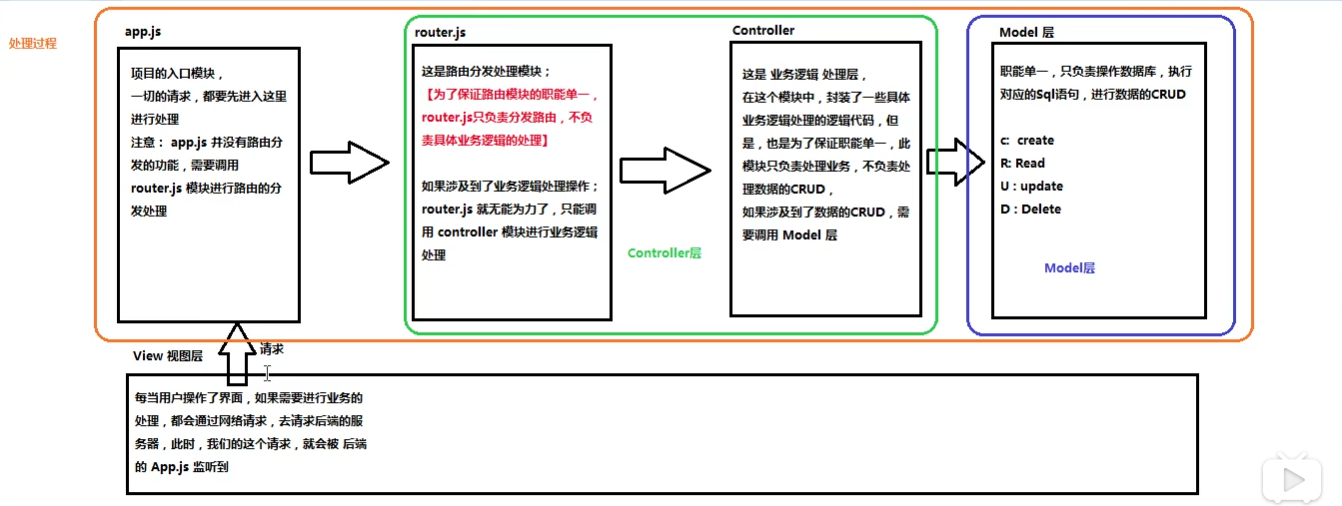 处理过程
app.js
项目的入口模块，
一切的请求，都要先进入这里
进行处理
注意： app.js 并没有路由分
发的功能，需要调用
router.js 模块进行路由的分
发处理
router.js
这是路由分发处理模块；
【为了保证路由模块的职能单一，
router.js只负责分发路由，不负
责具体业务逻辑的处理】
如果涉及到了业务逻辑处理操作；
router.js 就无能为力了，只能调
用 controller 模块进行业务逻辑
处理
Controller层
Controller
这是 业务逻辑 处理层，
在这个模块中，封装了一些具体
业务逻辑处理的逻辑代码，但
是，也是为了保证职能单一，此
模块只负责处理业务，不负责处
理数据的CRUD，
如果涉及到了数据的CRUD，需
要调用 Model 层
Model 层
职能单一，只负责操作数据库，执行
对应的Sql语句，进行数据的CRUD
c: create
R: Read
U : update
D : Delete
Model层
View 视图层
请求
每当用户操作了界面，如果需要进行业务的
处理，都会通过网络请求，去请求后端的服
务器，此时，我们的这个请求，就会被 后端
的 App.js 监听到